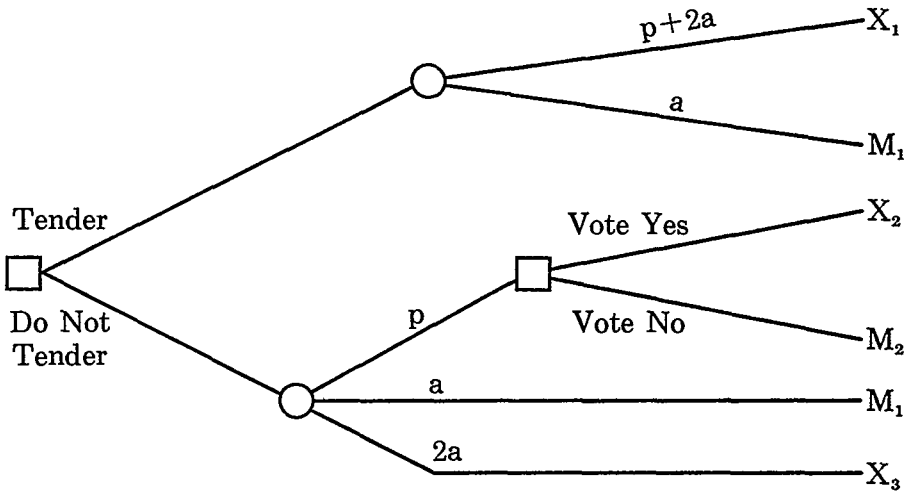 p+2a
X₁
a
M₁
Tender
Do Not
Tender
Vote Yes
X₂
p
Vote No
M₂
a
M₁
2a
X₃